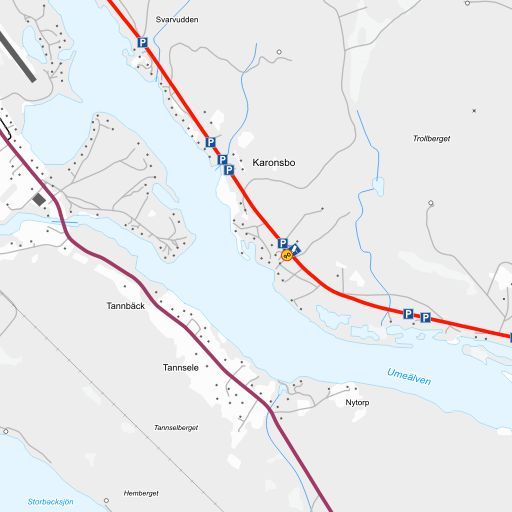 Svarvudden
P
Trollberget
P
P
Karonsbo
P
P
Tannbäck
P
P
Tannsele
Umeälven
Nytorp
Tannselberget
Hemberget
Storbacksjön